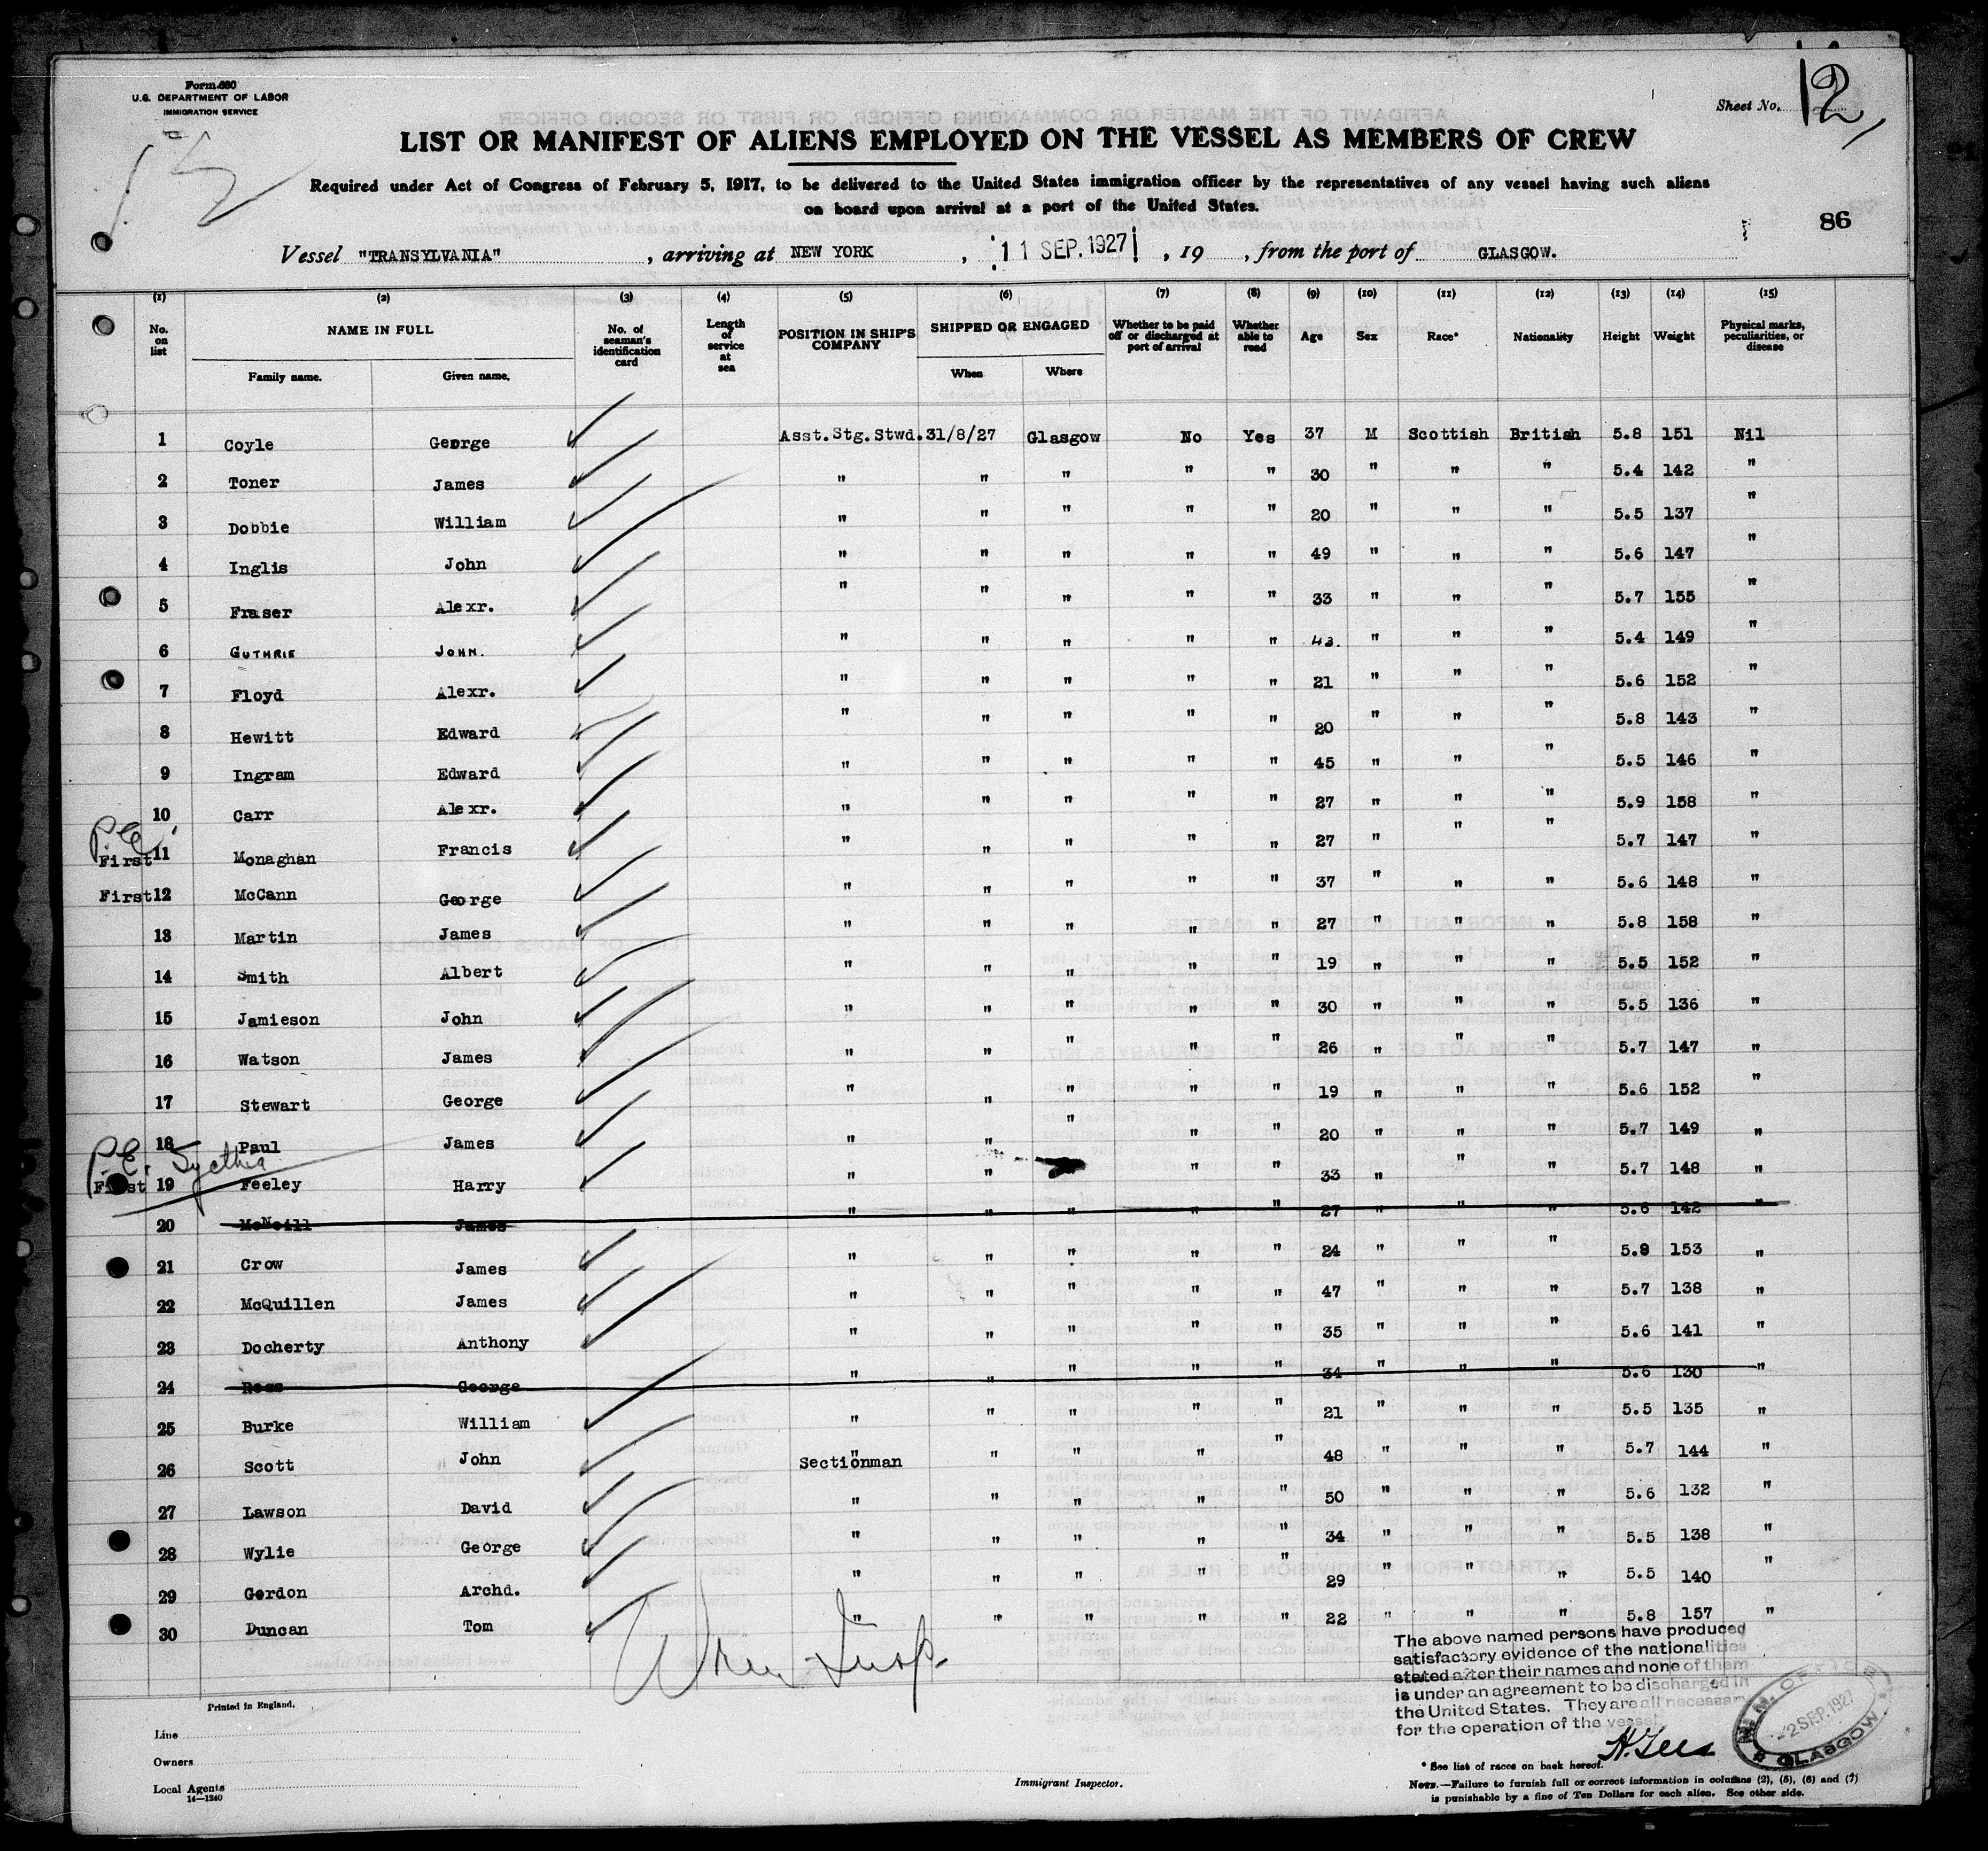 Form 680
U.S. DEPARTMENT OF LABOR
IMMIGRATION SERVICE
Sheet No. 12
LIST OR MANIFEST OF ALIENS EMPLOYED ON THE VESSEL AS MEMBERS OF CREW
Required under Act of Congress of February 5, 1917, to be delivered to the United States immigration officer by the representatives of any vessel having such aliens
on board upon arrival at a port of the United States.
86
Vessel "TRANSYLVANIA", arriving at NEW YORK, 11 SEP. 1927, 19 , from the port of GLASGOW.
(1) (2) (3) (4) (5) (6) (7) (8) (9) (10) (11) (12) (13) (14) (15)
No. on list NAME IN FULL Family name. Given name. No. of seaman's identification card Length of service at sea POSITION IN SHIP'S COMPANY SHIPPED OR ENGAGED When Where Whether to be paid off or discharged at port of arrival Whether able to read Age Sex Race* Nationality Height Weight Physical marks, peculiarities, or disease
1 Coyle George Asst.Stg.Stwd. 31/8/27 Glasgow No Yes 37 M Scottish British 5.8 151 Nil
2 Toner James " " " " " 30 " " " 5.4 142 "
3 Dobbie William " " " " " 20 " " " 5.5 137 "
4 Inglis John " " " " " 49 " " " 5.6 147 "
5 Fraser Alexr. " " " " " 33 " " " 5.7 155 "
6 GUTHRIE JOHN. " " " " " 43. " " " 5.4 149 "
7 Floyd Alexr. " " " " " 21 " " " 5.6 152 "
8 Hewitt Edward " " " " " 20 " " " 5.8 143 "
9 Ingram Edward " " " " " 45 " " " 5.5 146 "
10 Carr Alexr. " " " " " 27 " " " 5.9 158 "
P.C.
First 11 Monaghan Francis " " " " " 27 " " " 5.7 147 "
First 12 McCann George " " " " " 37 " " " 5.6 148 "
13 Martin James " " " " " 27 " " " 5.8 158 "
14 Smith Albert " " " " " 19 " " " 5.5 152 "
15 Jamieson John " " " " " 30 " " " 5.5 136 "
16 Watson James " " " " " 26 " " " 5.7 147 "
17 Stewart George " " " " " 19 " " " 5.6 152 "
18 Paul James " " " " " 20 " " " 5.7 149 "
P.C.
First 19 Feeley Harry " " " " 33 " " " 5.7 148 "
20 McNeill James " " " " " 27 " " " 5.6 142 "
21 Crow James " " " " " 24 " " " 5.8 153 "
22 McQuillen James " " " " " 47 " " " 5.7 138 "
23 Docherty Anthony " " " " " 35 " " " 5.6 141 "
24 Ross George " " " " " 34 " " " 5.6 130 "
25 Burke William " " " " " 21 " " " 5.5 135 "
26 Scott John " Sectionman " " " " 48 " " " 5.7 144 "
27 Lawson David " " " " " 50 " " " 5.6 132 "
28 Wylie George " " " " " 34 " " " 5.5 138 "
29 Gordon Archd. " " " " " 29 " " " 5.5 140 "
30 Duncan Tom " " " " " 22 " " " 5.8 157 "
The above named persons have produced
satisfactory evidence of the nationalities
stated after their names and none of them
is under an agreement to be discharged in
the United States. They are all necessary
for the operation of the vessel
2 SEP. 1927
GLASGOW
Printed in England.
Line
Owners
Local Agents
14—1240
Immigrant Inspector.
* See list of races on back hereof.
NOTE.—Failure to furnish full or correct information in columns (2), (5), (6) and (7)
is punishable by a fine of Ten Dollars for each alien. See other side.